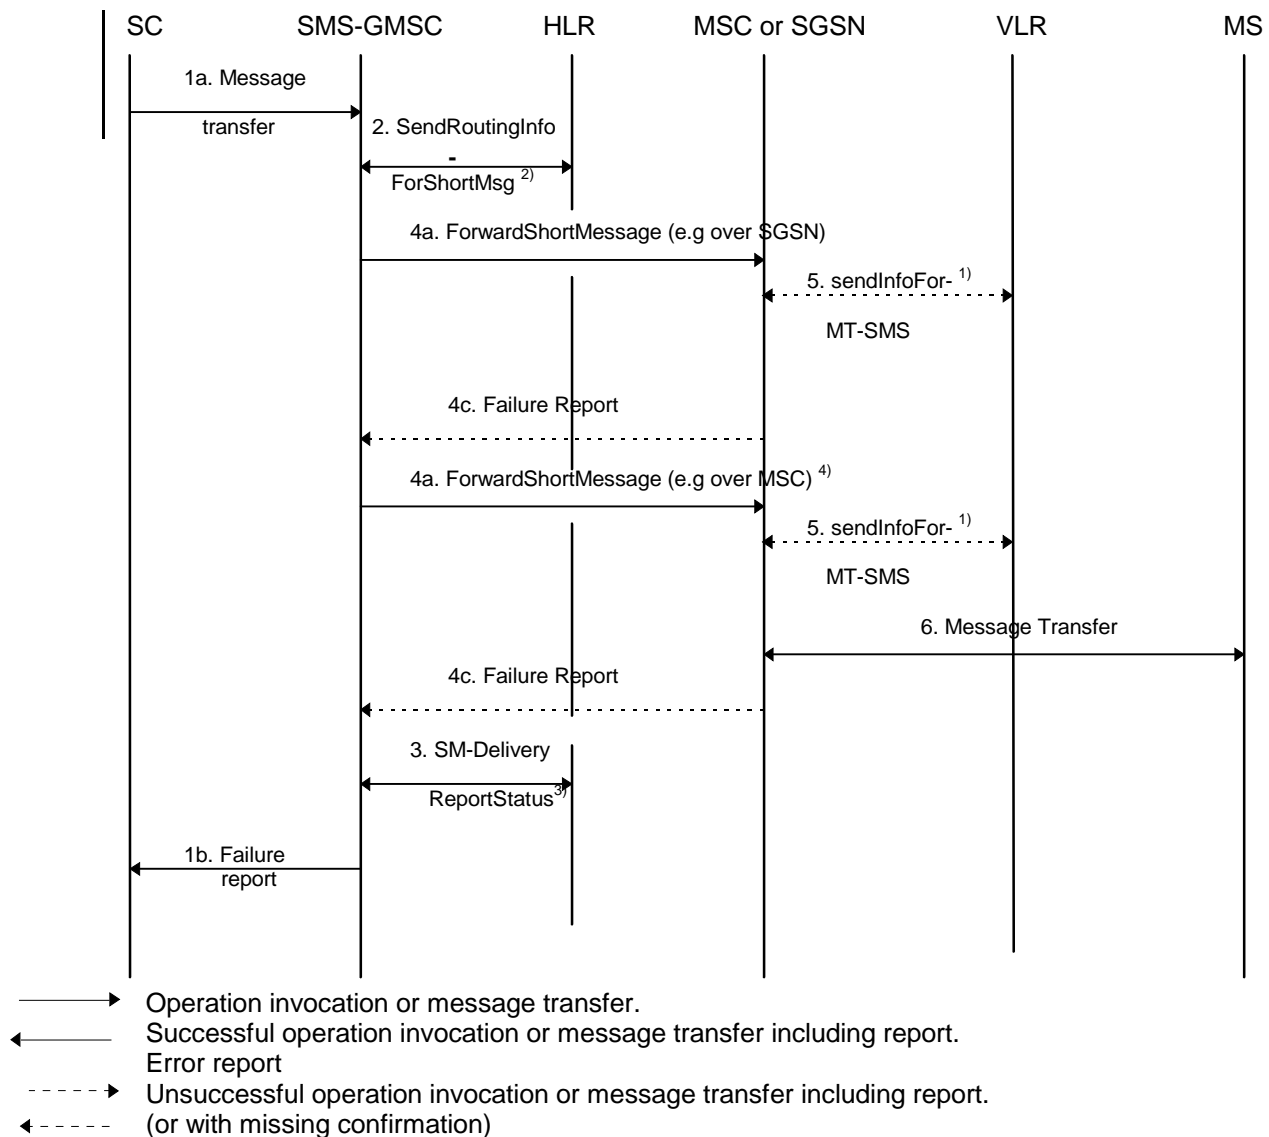 SC SMS-GMSC HLR MSC or SGSN VLR MS
1a. Message
transfer
2. SendRoutingInfo
-
ForShortMsg 2)
4a. ForwardShortMessage (e.g over SGSN)
5. sendInfoFor- 1)
MT-SMS
4c. Failure Report
4a. ForwardShortMessage (e.g over MSC) 4)
5. sendInfoFor- 1)
MT-SMS
6. Message Transfer
4c. Failure Report
3. SM-Delivery
ReportStatus3)
1b. Failure
report
Operation invocation or message transfer.
Successful operation invocation or message transfer including report.
Error report
Unsuccessful operation invocation or message transfer including report.
(or with missing confirmation)